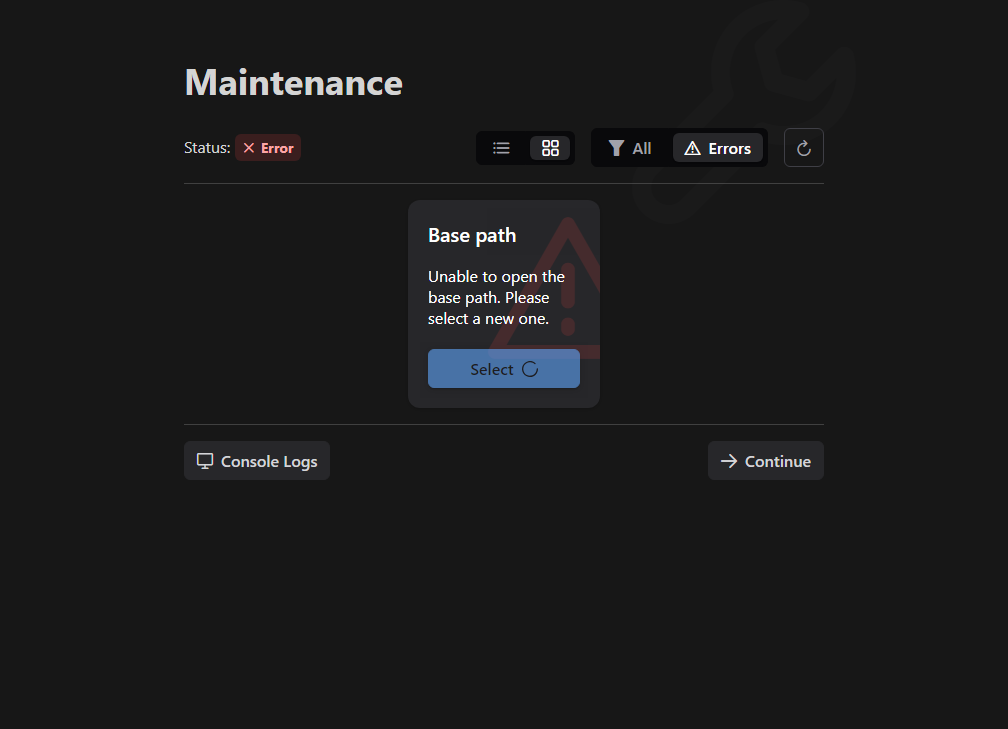 Maintenance
Status: Error
All
Errors
Base path
Unable to open the
base path. Please
select a new one.
Select
Console Logs
Continue